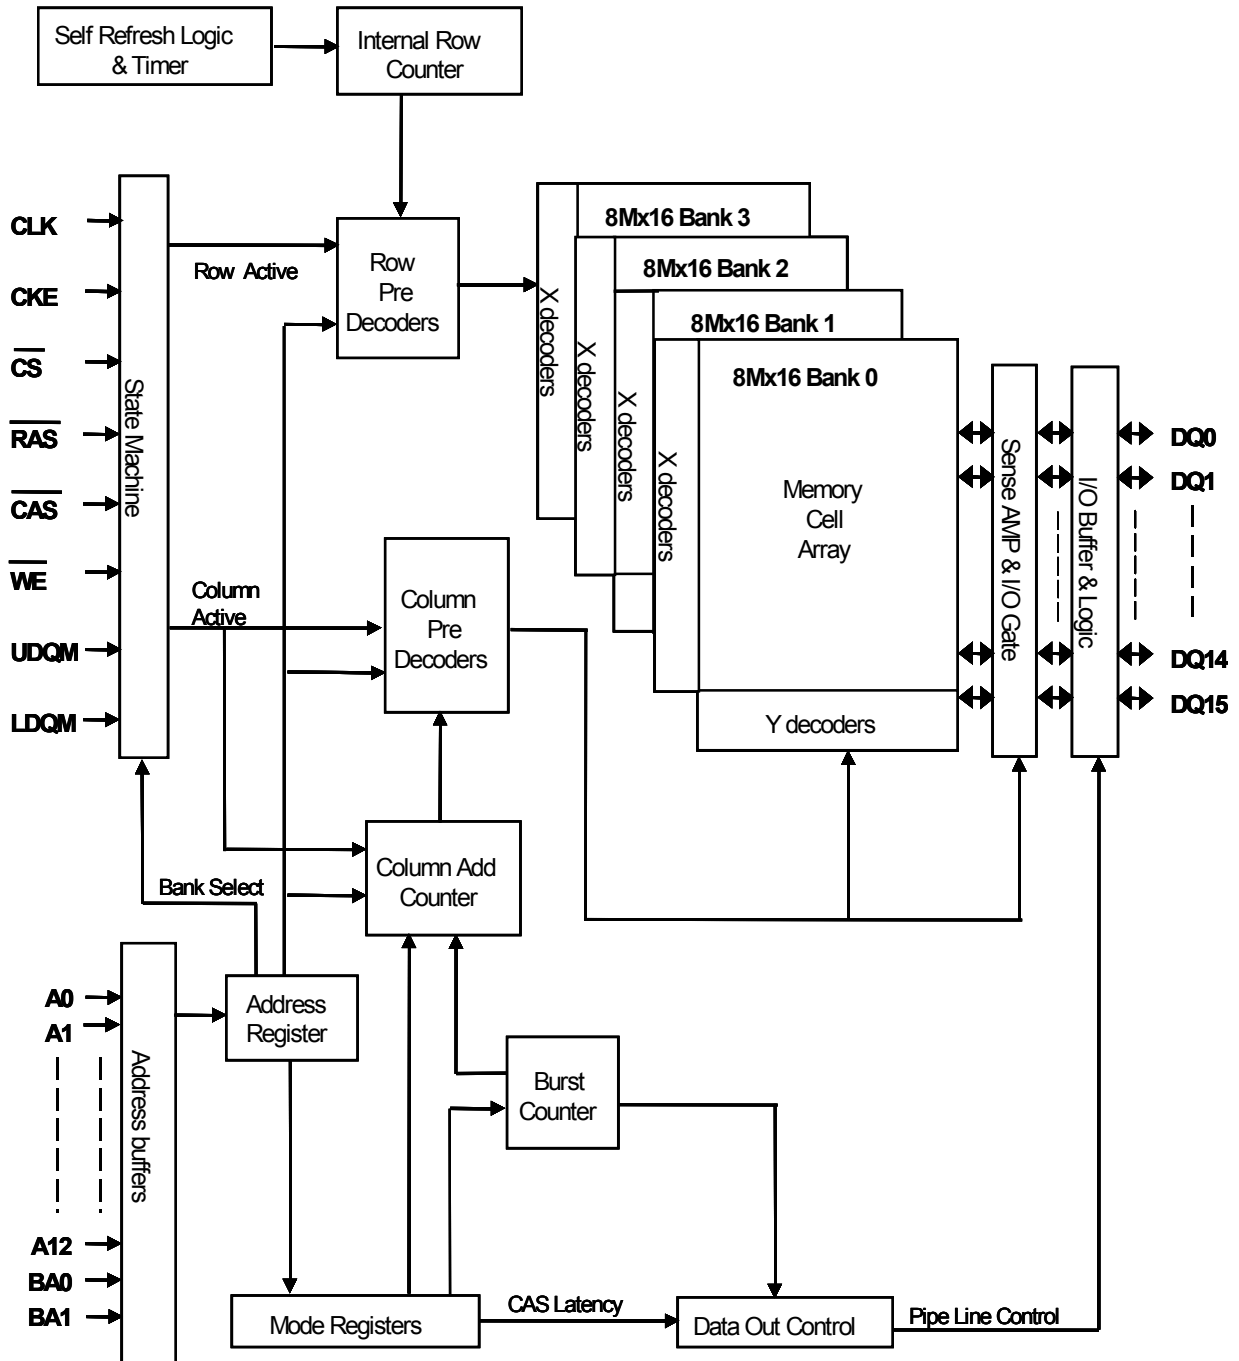 Self Refresh Logic
& Timer
Internal Row
Counter
CLK
CKE
CS
RAS
CAS
WE
UDQM
LDQM
State Machine
Row Active
Row
Pre
Decoders
8Mx16 Bank 3
8Mx16 Bank 2
8Mx16 Bank 1
8Mx16 Bank 0
X decoders
X decoders
X decoders
X decoders
Memory
Cell
Array
Y decoders
Sense AMP & I/O Gate
I/O Buffer & Logic
DQ0
DQ1
DQ14
DQ15
Column
Active
Column
Pre
Decoders
Column Add
Counter
Bank Select
A0
A1
A12
BA0
BA1
Address buffers
Address
Register
Burst
Counter
Mode Registers
CAS Latency
Data Out Control
Pipe Line Control